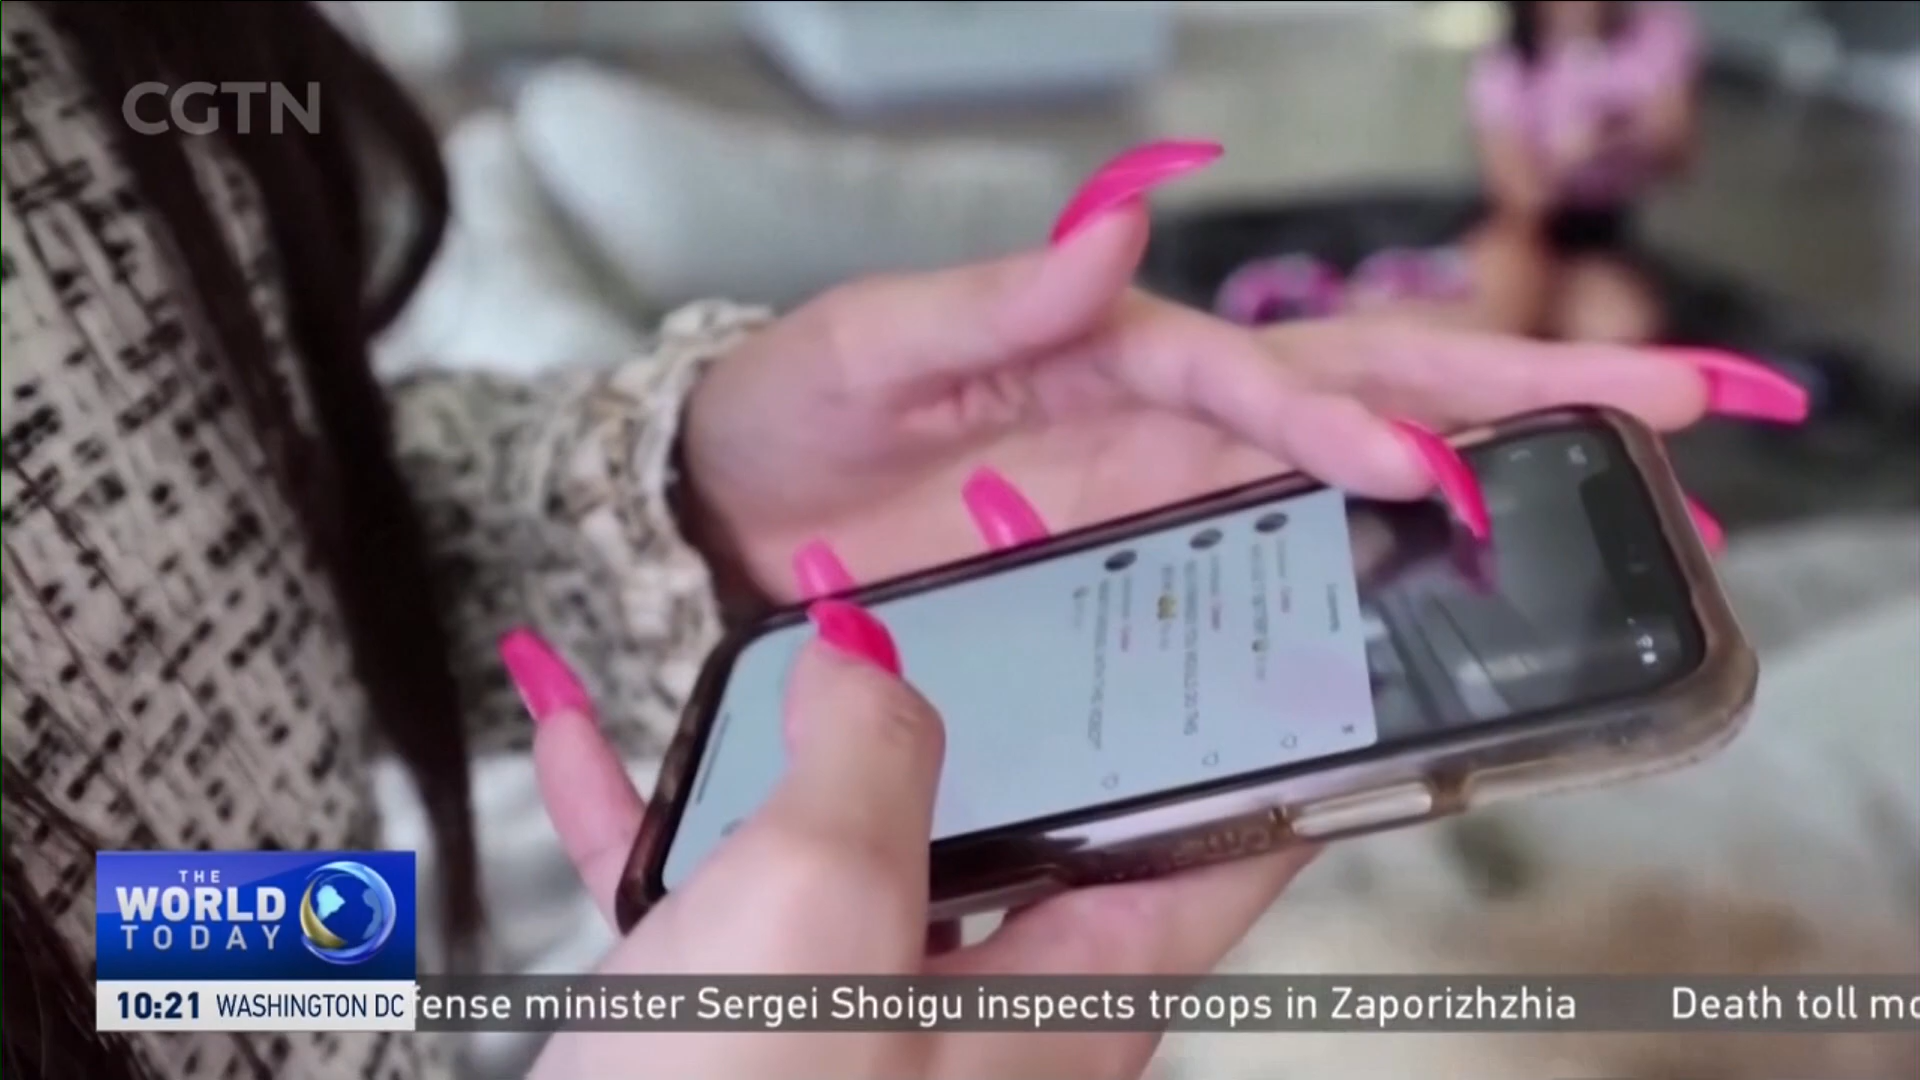 CGTN
THE
WORLD
TODAY
10:21 WASHINGTON DC
fense minister Sergei Shoigu inspects troops in Zaporizhzhia Death toll mo